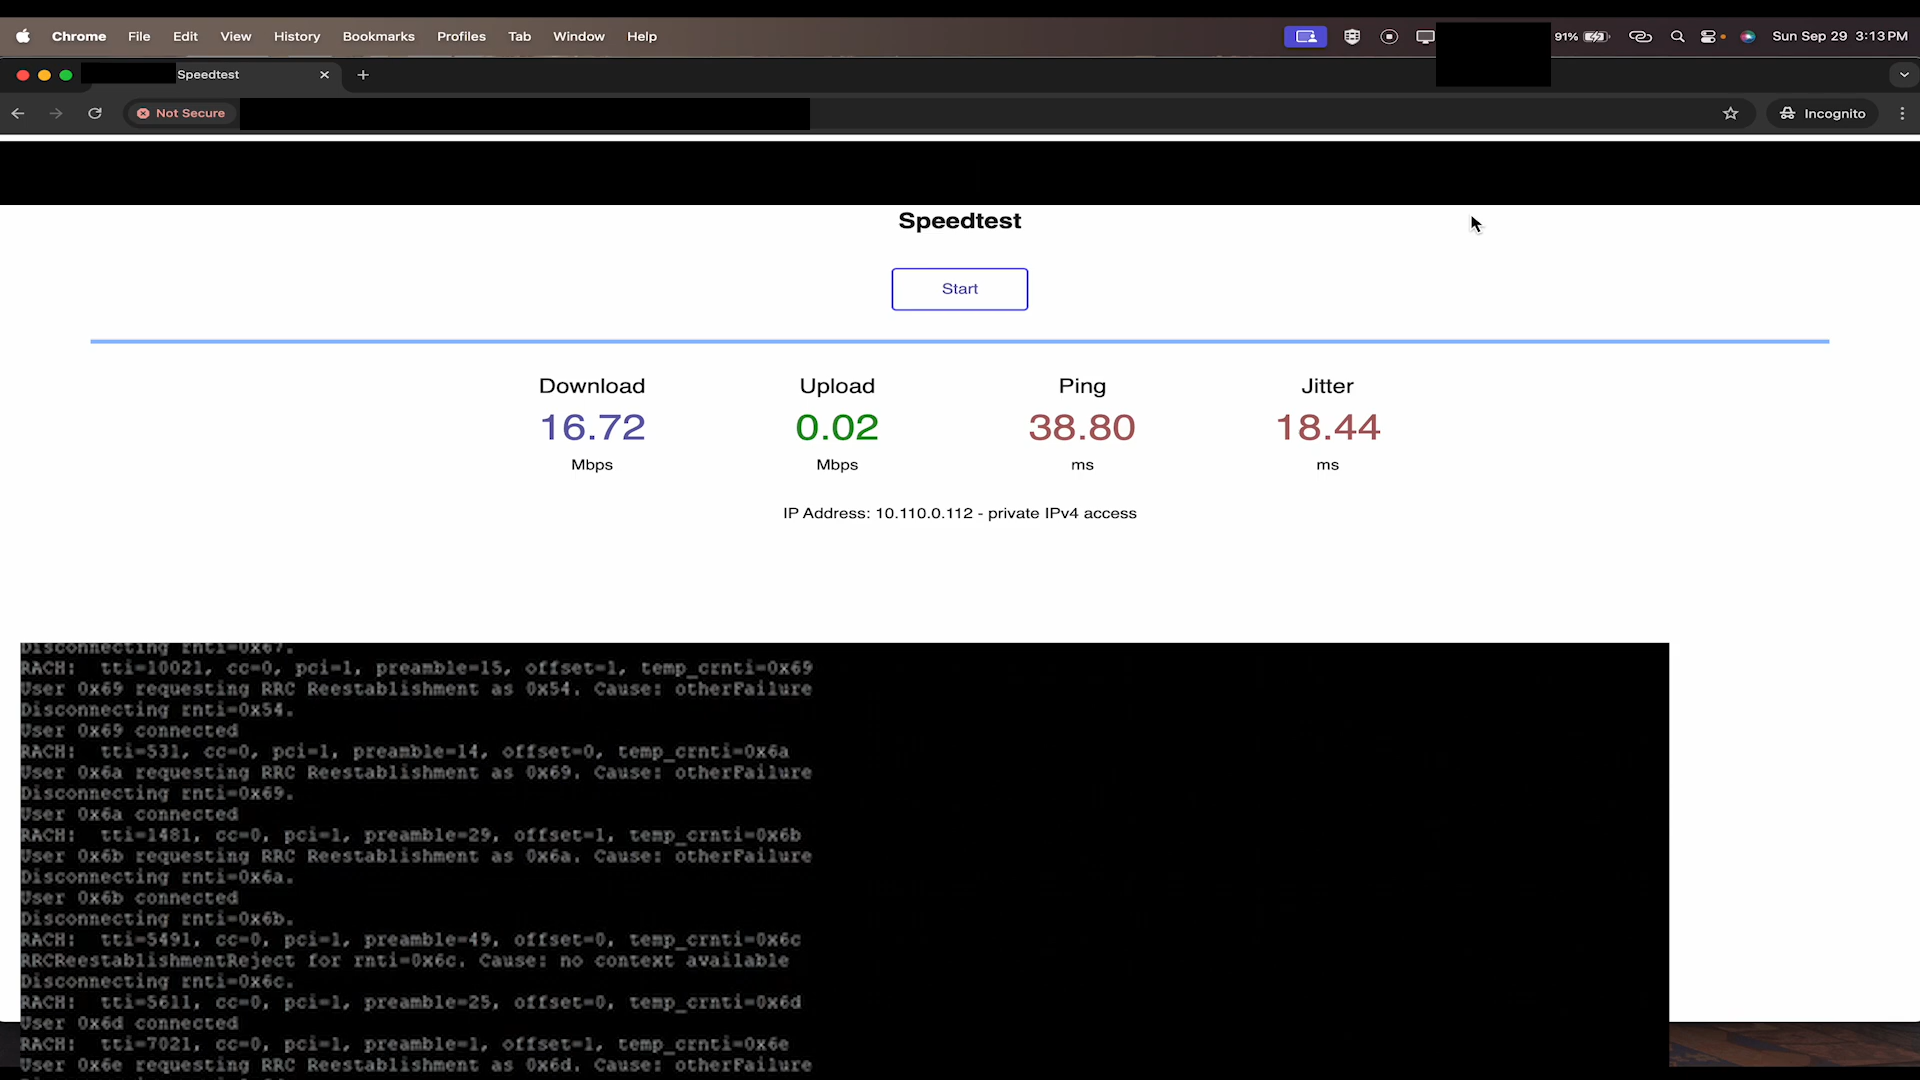 Chrome File Edit View History Bookmarks Profiles Tab Window Help 91% Sun Sep 29 3:13 PM
Speedtest
Not Secure Incognito
Speedtest
Start
Download Upload Ping Jitter
16.72 0.02 38.80 18.44
Mbps Mbps ms ms
IP Address: 10.110.0.112 - private IPv4 access
Disconnecting rnti=0x67.
RACH: tti=10021, cc=0, pci=1, preamble=15, offset=1, temp_crnti=0x69
User 0x69 requesting RRC Reestablishment as 0x54. Cause: otherFailure
Disconnecting rnti=0x54.
User 0x69 connected
RACH: tti=531, cc=0, pci=1, preamble=14, offset=0, temp_crnti=0x6a
User 0x6a requesting RRC Reestablishment as 0x69. Cause: otherFailure
Disconnecting rnti=0x69.
User 0x6a connected
RACH: tti=1481, cc=0, pci=1, preamble=29, offset=1, temp_crnti=0x6b
User 0x6b requesting RRC Reestablishment as 0x6a. Cause: otherFailure
Disconnecting rnti=0x6a.
User 0x6b connected
Disconnecting rnti=0x6b.
RACH: tti=5491, cc=0, pci=1, preamble=49, offset=0, temp_crnti=0x6c
RRCReestablishmentReject for rnti=0x6c. Cause: no context available
Disconnecting rnti=0x6c.
RACH: tti=5611, cc=0, pci=1, preamble=25, offset=0, temp_crnti=0x6d
User 0x6d connected
RACH: tti=7021, cc=0, pci=1, preamble=1, offset=1, temp_crnti=0x6e
User 0x6e requesting RRC Reestablishment as 0x6d. Cause: otherFailure